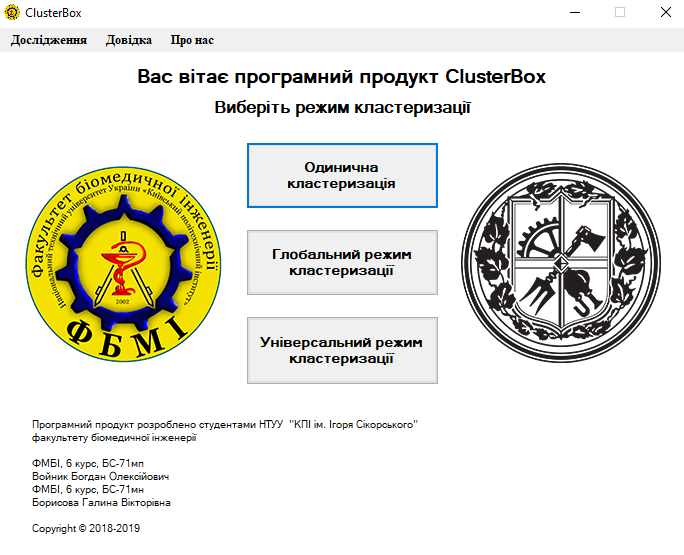 ClusterBox
Дослідження Довідка Про нас
Вас вітає програмний продукт ClusterBox
Виберіть режим кластеризації
Одинична
кластеризація
Глобальний режим
кластеризації
Універсальний режим
кластеризації
Факультет біомедичної інженерії
Національний технічний університет України «Київський політехнічний інститут»
2002
ФБМІ
Програмний продукт розроблено студентами НТУУ "КПІ ім. Ігоря Сікорського"
факультету біомедичної інженерії
ФМБІ, 6 курс, БС-71мп
Войник Богдан Олексійович
ФМБІ, 6 курс, БС-71мн
Борисова Галина Вікторівна
Copyright © 2018-2019